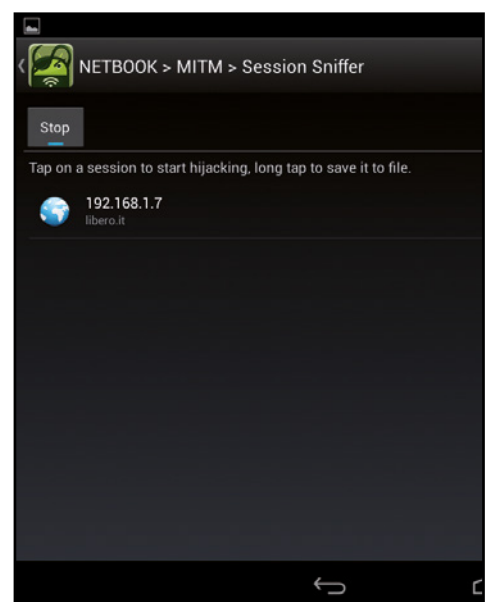 NETBOOK > MITM > Session Sniffer
Stop
Tap on a session to start hijacking, long tap to save it to file.
192.168.1.7
libero.it